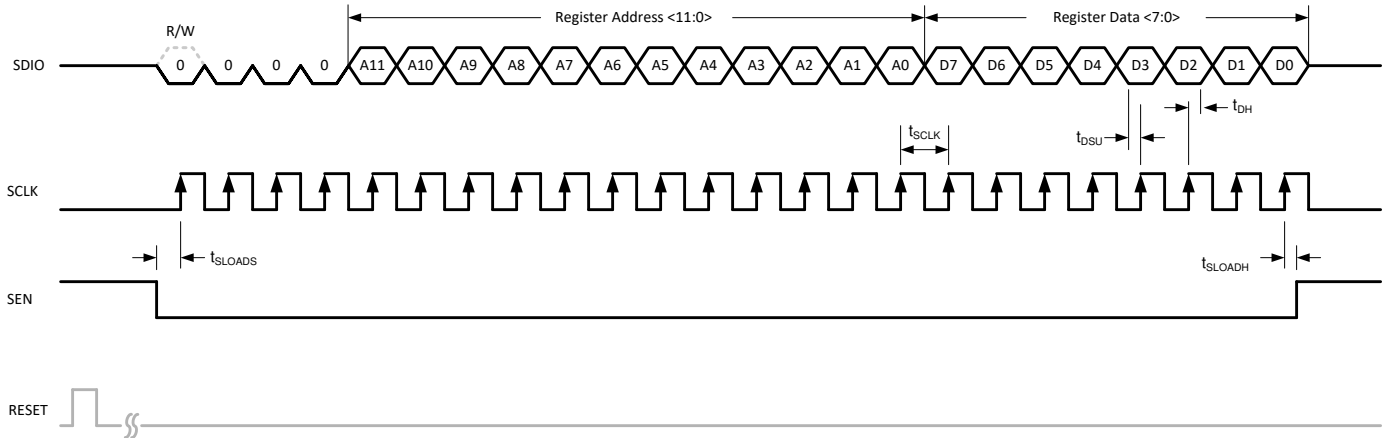 Register Address <11:0> Register Data <7:0>
R/W
SDIO 0 0 0 0 A11 A10 A9 A8 A7 A6 A5 A4 A3 A2 A1 A0 D7 D6 D5 D4 D3 D2 D1 D0
tDH
tSCLK
tDSU
SCLK
tSLOADS
tSLOADH
SEN
RESET